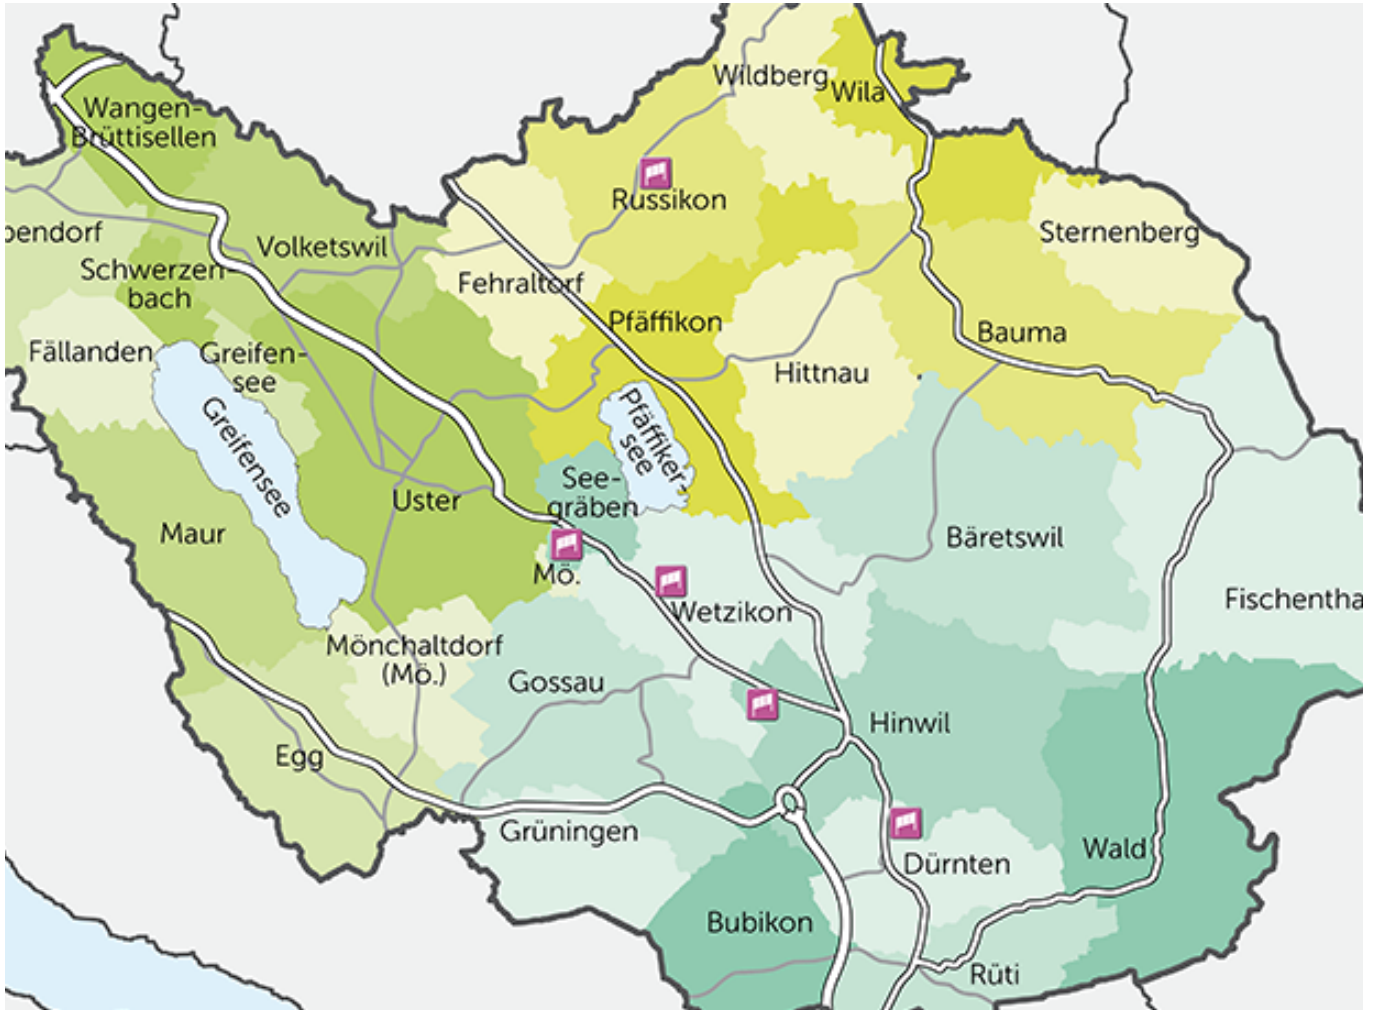 Wildberg
Wila
Wangen-
Brüttisellen
Russikon
bendorf
Volketswil
Sternenberg
Schwerzen-
bach
Fehraltorf
Pfäffikon
Bauma
Fällanden
Greifen-
see
Hittnau
Greifensee
Pfäffiker-
see
See-
gräben
Uster
Maur
Bäretswil
Mö.
Wetzikon
Fischentha
Mönchaltdorf
(Mö.)
Gossau
Hinwil
Egg
Grüningen
Wald
Dürnten
Bubikon
Rüti